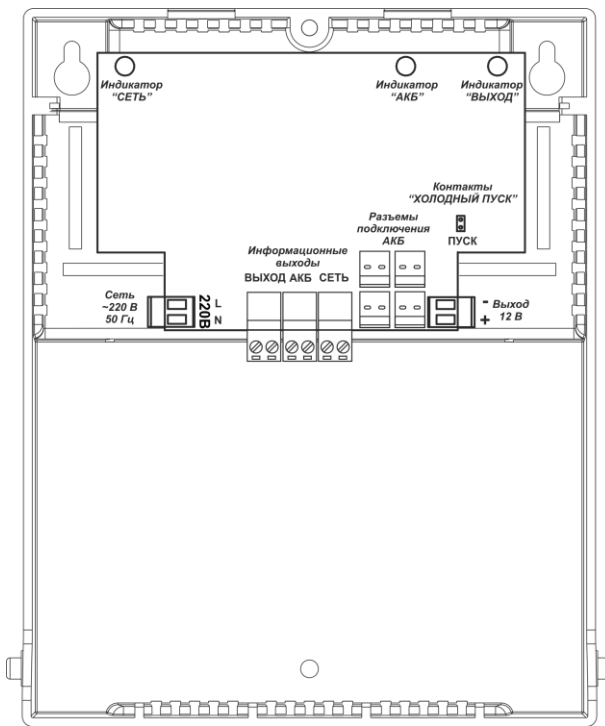 Индикатор
"СЕТЬ"
Индикатор
"АКБ"
Индикатор
"ВЫХОД"
Контакты
"ХОЛОДНЫЙ ПУСК"
ПУСК
Разъемы
подключения
АКБ
Информационные
выходы
ВЫХОД АКБ СЕТЬ
Сеть
~220 В
50 Гц
220В
L
N
-
+
Выход
12 В